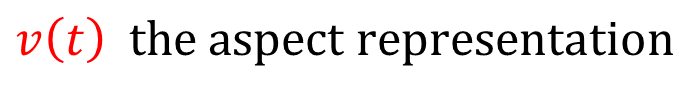 v(t) the aspect representation